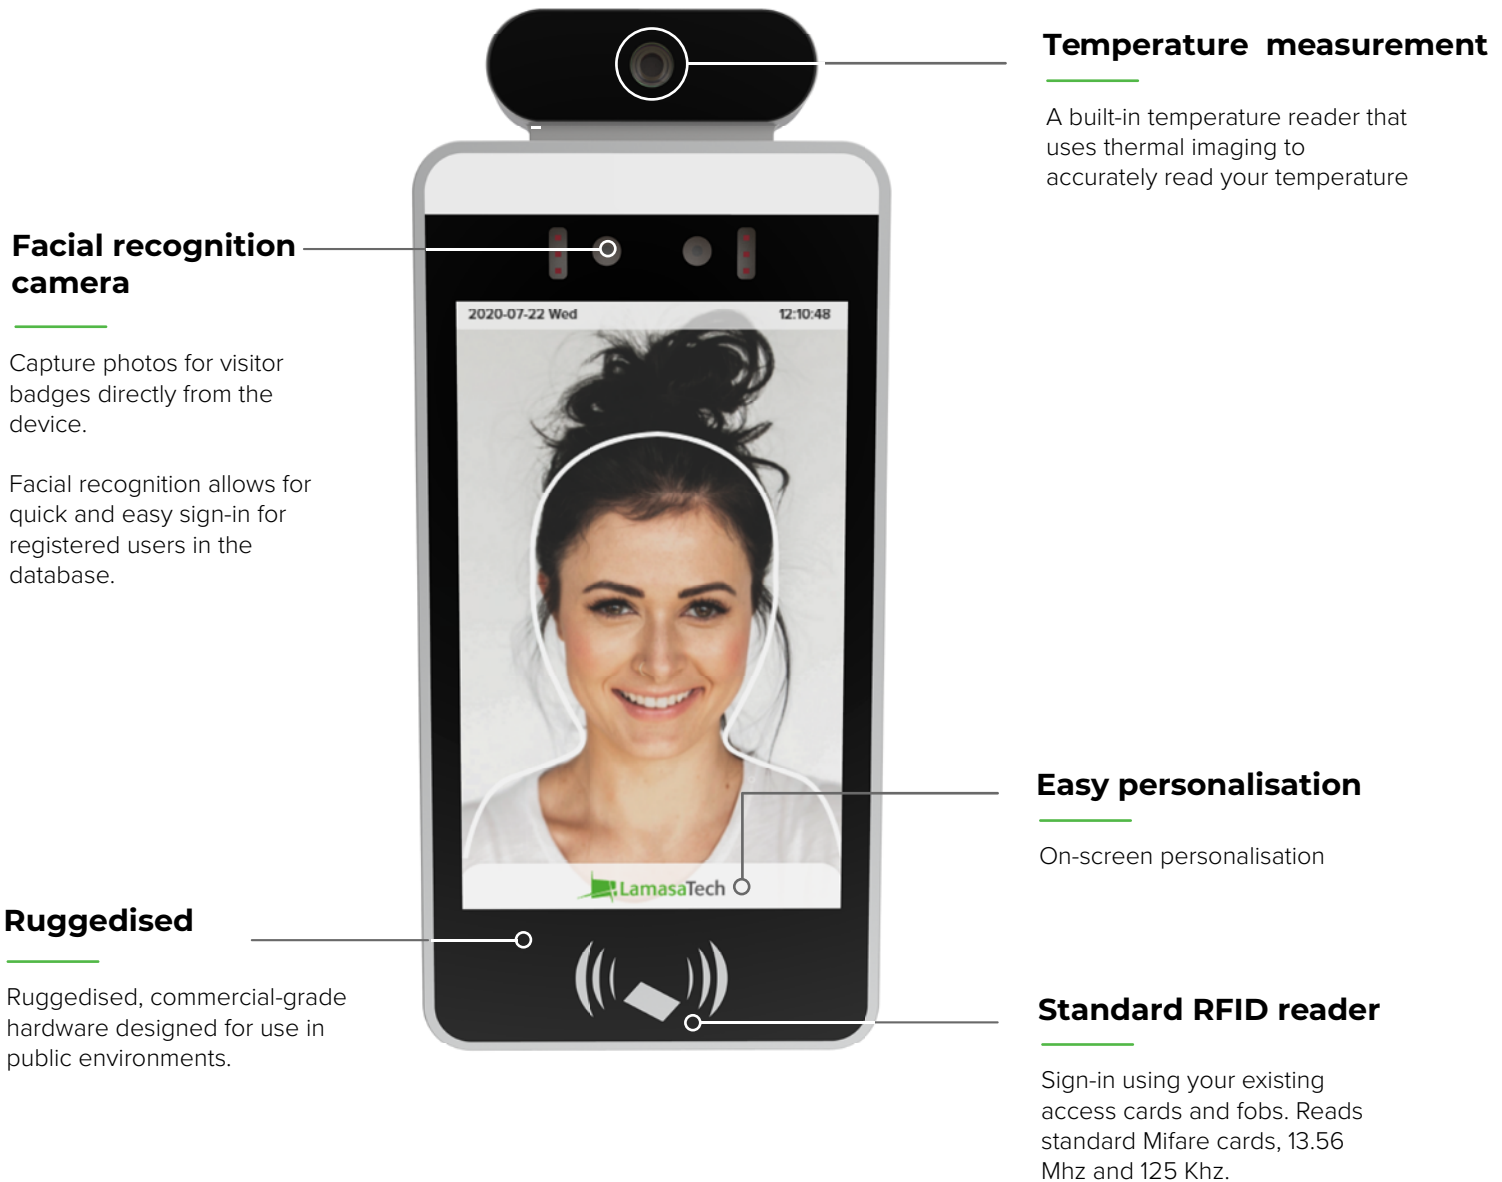 Temperature measurement
A built-in temperature reader that
uses thermal imaging to
accurately read your temperature
Facial recognition
camera
Capture photos for visitor
badges directly from the
device.
Facial recognition allows for
quick and easy sign-in for
registered users in the
database.
2020-07-22 Wed 12:10:48
LamasaTech
Easy personalisation
On-screen personalisation
Ruggedised
Ruggedised, commercial-grade
hardware designed for use in
public environments.
Standard RFID reader
Sign-in using your existing
access cards and fobs. Reads
standard Mifare cards, 13.56
Mhz and 125 Khz.